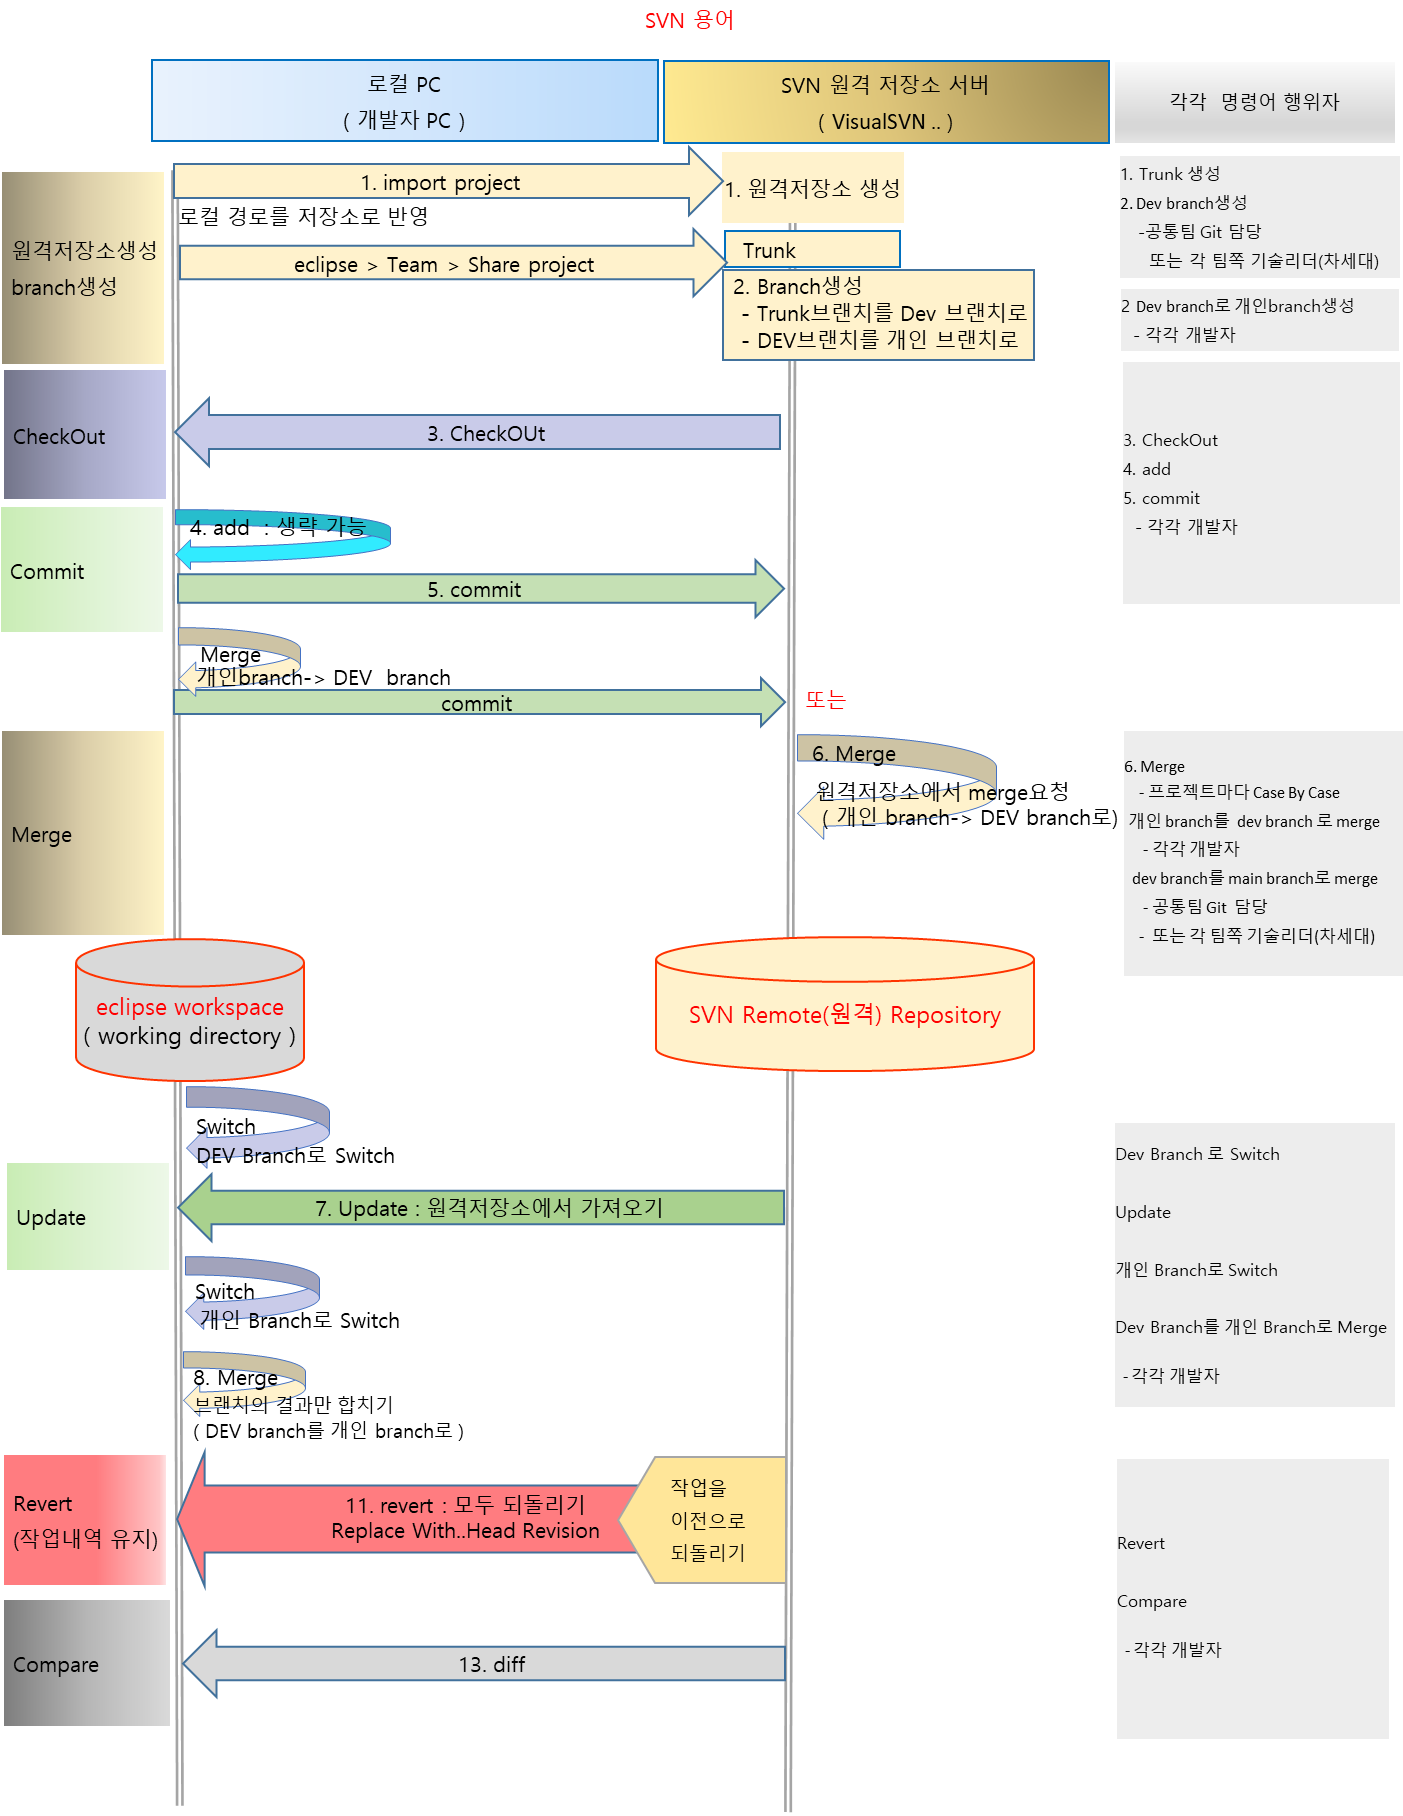 SVN 용어
로컬 PC
( 개발자 PC )
SVN 원격 저장소 서버
( VisualSVN .. )
각각 명령어 행위자
원격저장소생성
branch생성
1. import project
로컬 경로를 저장소로 반영
eclipse > Team > Share project
1. 원격저장소 생성
Trunk
2. Branch생성
- Trunk브랜치를 Dev 브랜치로
- DEV브랜치를 개인 브랜치로
1. Trunk 생성
2. Dev branch생성
-공통팀 Git 담당
또는 각 팀쪽 기술리더(차세대)
2 Dev branch로 개인branch생성
- 각각 개발자
CheckOut
3. CheckOUt
3. CheckOut
4. add
5. commit
- 각각 개발자
Commit
4. add : 생략 가능
5. commit
Merge
개인branch-> DEV branch
commit
또는
Merge
6. Merge
원격저장소에서 merge요청
( 개인 branch-> DEV branch로)
6. Merge
- 프로젝트마다 Case By Case
개인 branch를 dev branch 로 merge
- 각각 개발자
dev branch를 main branch로 merge
- 공통팀 Git 담당
- 또는 각 팀쪽 기술리더(차세대)
eclipse workspace
( working directory )
SVN Remote(원격) Repository
Switch
DEV Branch로 Switch
Update
7. Update : 원격저장소에서 가져오기
Switch
개인 Branch로 Switch
8. Merge
브랜치의 결과만 합치기
( DEV branch를 개인 branch로 )
Dev Branch 로 Switch
Update
개인 Branch로 Switch
Dev Branch를 개인 Branch로 Merge
- 각각 개발자
Revert
(작업내역 유지)
11. revert : 모두 되돌리기
Replace With..Head Revision
작업을
이전으로
되돌리기
Revert
Compare
- 각각 개발자
Compare
13. diff